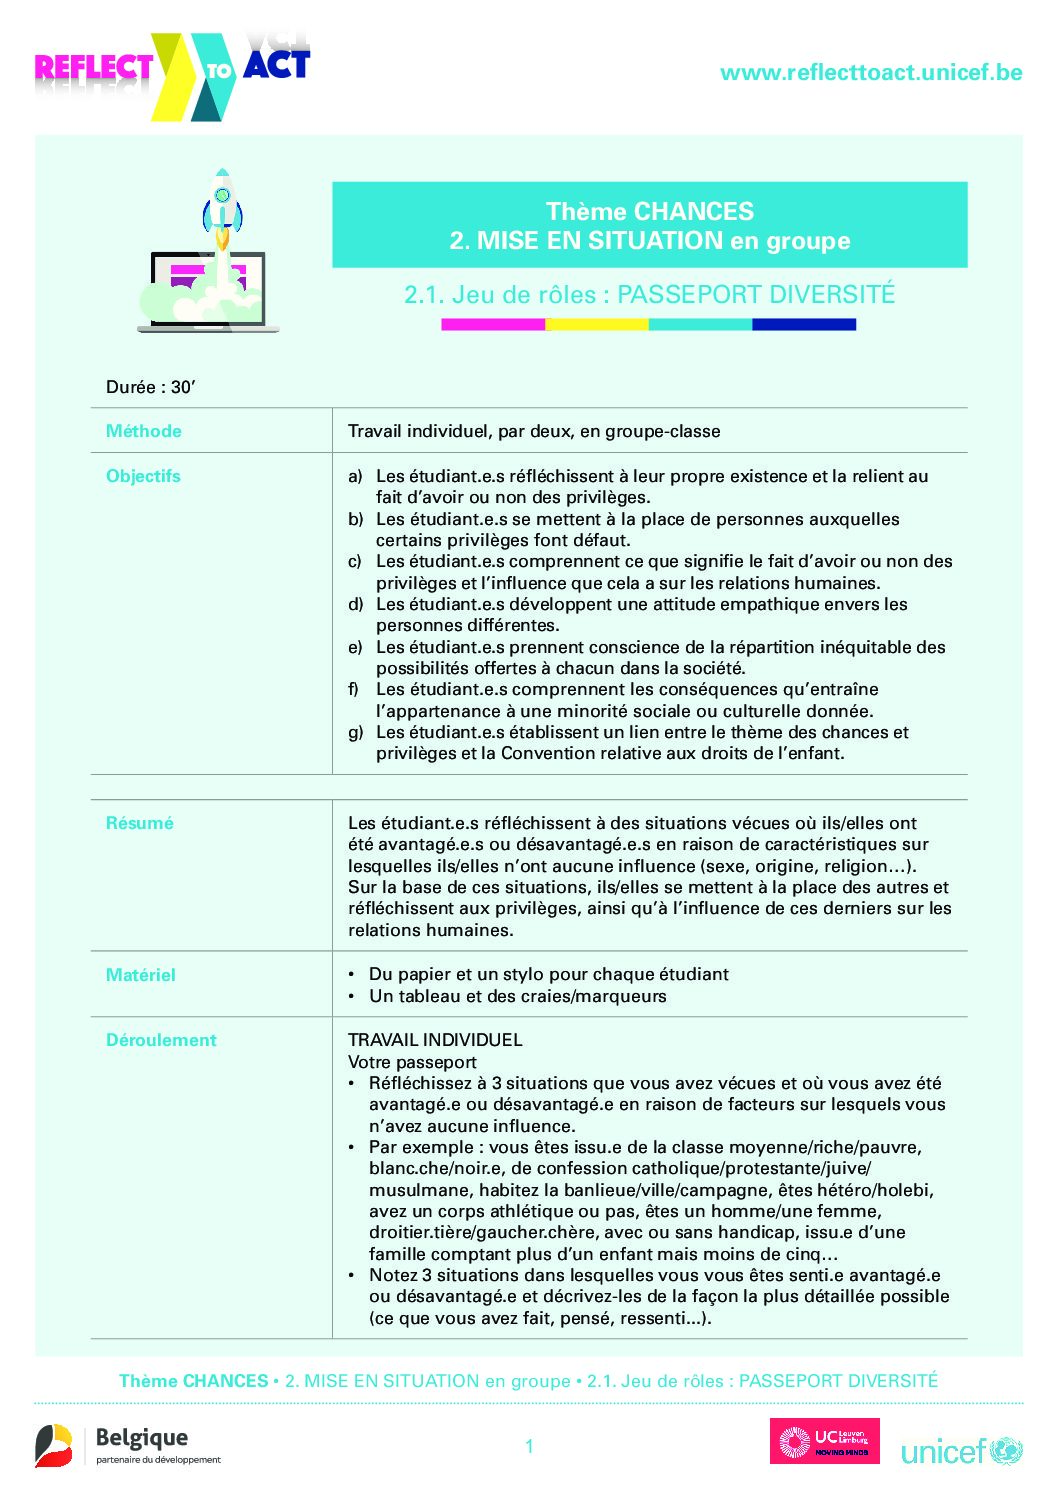 REFLECT TO ACT
www.reflecttoact.unicef.be
Thème CHANCES
2. MISE EN SITUATION en groupe
2.1. Jeu de rôles : PASSEPORT DIVERSITÉ
Durée : 30’
Méthode
Travail individuel, par deux, en groupe-classe
Objectifs
a) Les étudiant.e.s réfléchissent à leur propre existence et la relient au
fait d’avoir ou non des privilèges.
b) Les étudiant.e.s se mettent à la place de personnes auxquelles
certains privilèges font défaut.
c) Les étudiant.e.s comprennent ce que signifie le fait d’avoir ou non des
privilèges et l’influence que cela a sur les relations humaines.
d) Les étudiant.e.s développent une attitude empathique envers les
personnes différentes.
e) Les étudiant.e.s prennent conscience de la répartition inéquitable des
possibilités offertes à chacun dans la société.
f) Les étudiant.e.s comprennent les conséquences qu’entraîne
l’appartenance à une minorité sociale ou culturelle donnée.
g) Les étudiant.e.s établissent un lien entre le thème des chances et
privilèges et la Convention relative aux droits de l’enfant.
Résumé
Les étudiant.e.s réfléchissent à des situations vécues où ils/elles ont
été avantagé.e.s ou désavantagé.e.s en raison de caractéristiques sur
lesquelles ils/elles n’ont aucune influence (sexe, origine, religion…).
Sur la base de ces situations, ils/elles se mettent à la place des autres et
réfléchissent aux privilèges, ainsi qu’à l’influence de ces derniers sur les
relations humaines.
Matériel
• Du papier et un stylo pour chaque étudiant
• Un tableau et des craies/marqueurs
Déroulement
TRAVAIL INDIVIDUEL
Votre passeport
• Réfléchissez à 3 situations que vous avez vécues et où vous avez été
avantagé.e ou désavantagé.e en raison de facteurs sur lesquels vous
n’avez aucune influence.
• Par exemple : vous êtes issu.e de la classe moyenne/riche/pauvre,
blanc.che/noir.e, de confession catholique/protestante/juive/
musulmane, habitez la banlieue/ville/campagne, êtes hétéro/holebi,
avez un corps athlétique ou pas, êtes un homme/une femme,
droitier.tière/gaucher.chère, avec ou sans handicap, issu.e d’une
famille comptant plus d’un enfant mais moins de cinq…
• Notez 3 situations dans lesquelles vous vous êtes senti.e avantagé.e
ou désavantagé.e et décrivez-les de la façon la plus détaillée possible
(ce que vous avez fait, pensé, ressenti...).
Thème CHANCES • 2. MISE EN SITUATION en groupe • 2.1. Jeu de rôles : PASSEPORT DIVERSITÉ
Belgique
partenaire du développement
1
UC Leuven
Limburg
MOVING MINDS
unicef